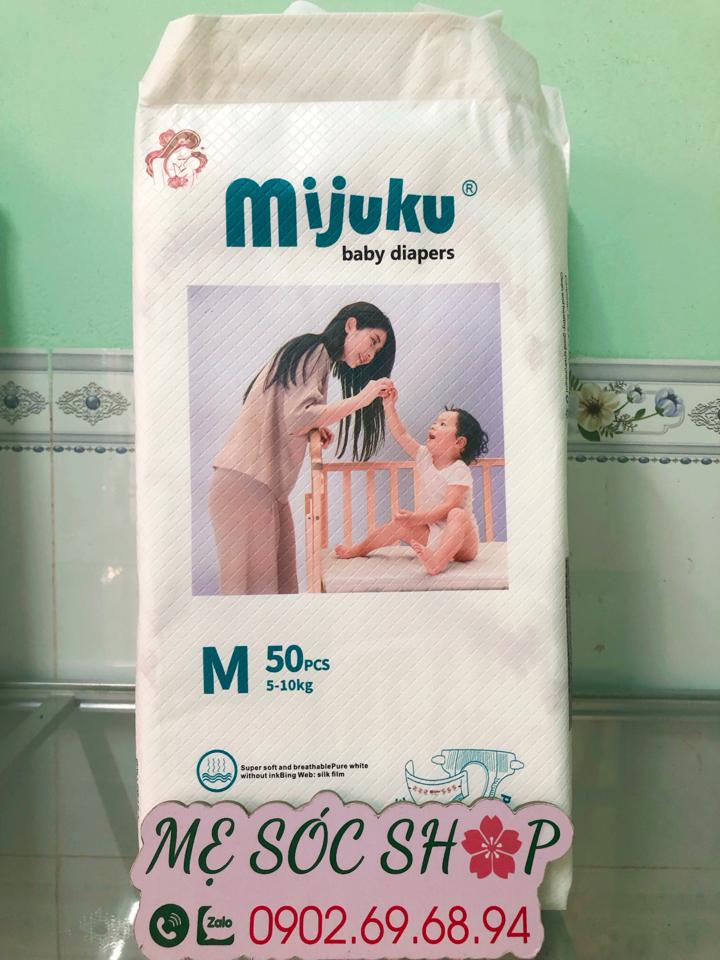 mijuku®
baby diapers
M
50PCS
5-10kg
Super soft and breathablePure white
without inkBing Web: silk film
MẸ SÓC SHOP
Zalo 0902.69.68.94